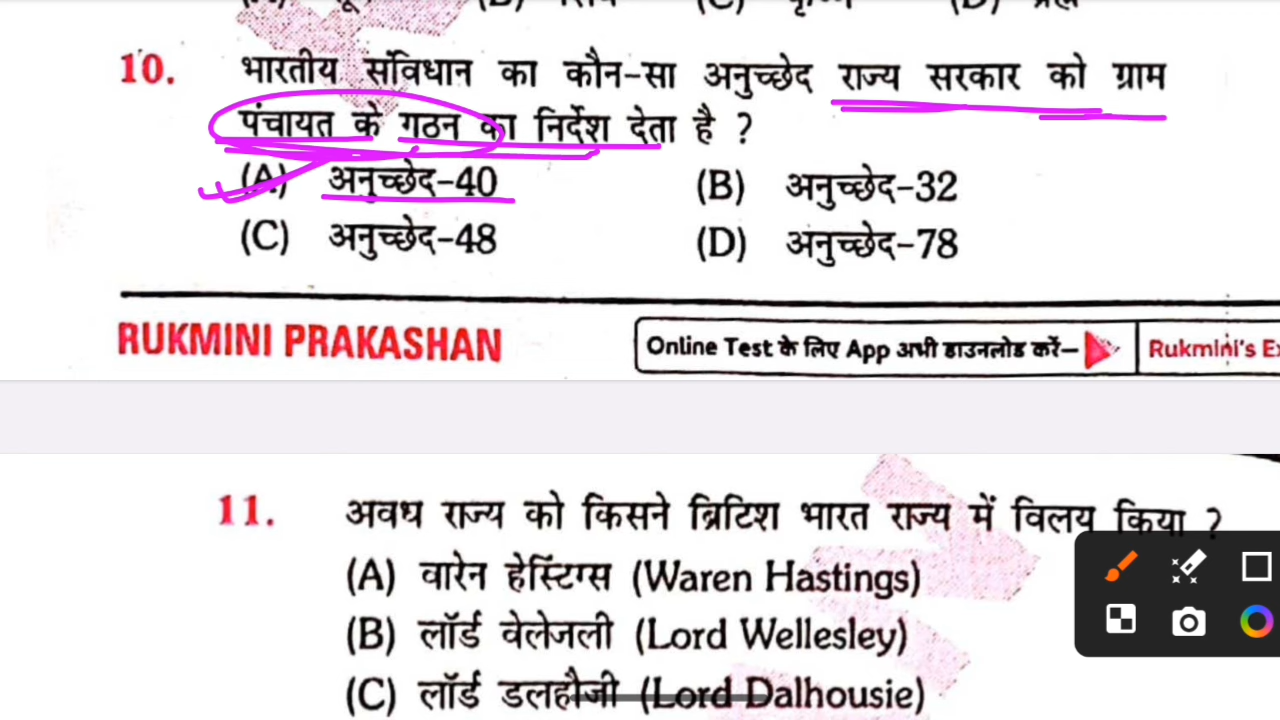 10. भारतीय संविधान का कौन-सा अनुच्छेद राज्य सरकार को ग्राम
पंचायत के गठन का निर्देश देता है ?
(A) अनुच्छेद-40 (B) अनुच्छेद-32
(C) अनुच्छेद-48 (D) अनुच्छेद-78
RUKMINI PRAKASHAN Online Test के लिए App अभी डाउनलोड करें– Rukmini's
11. अवध राज्य को किसने ब्रिटिश भारत राज्य में विलय किया ?
(A) वारेन हेस्टिंग्स (Waren Hastings)
(B) लॉर्ड वेलेजली (Lord Wellesley)
(C) लॉर्ड डलहौजी (Lord Dalhousie)